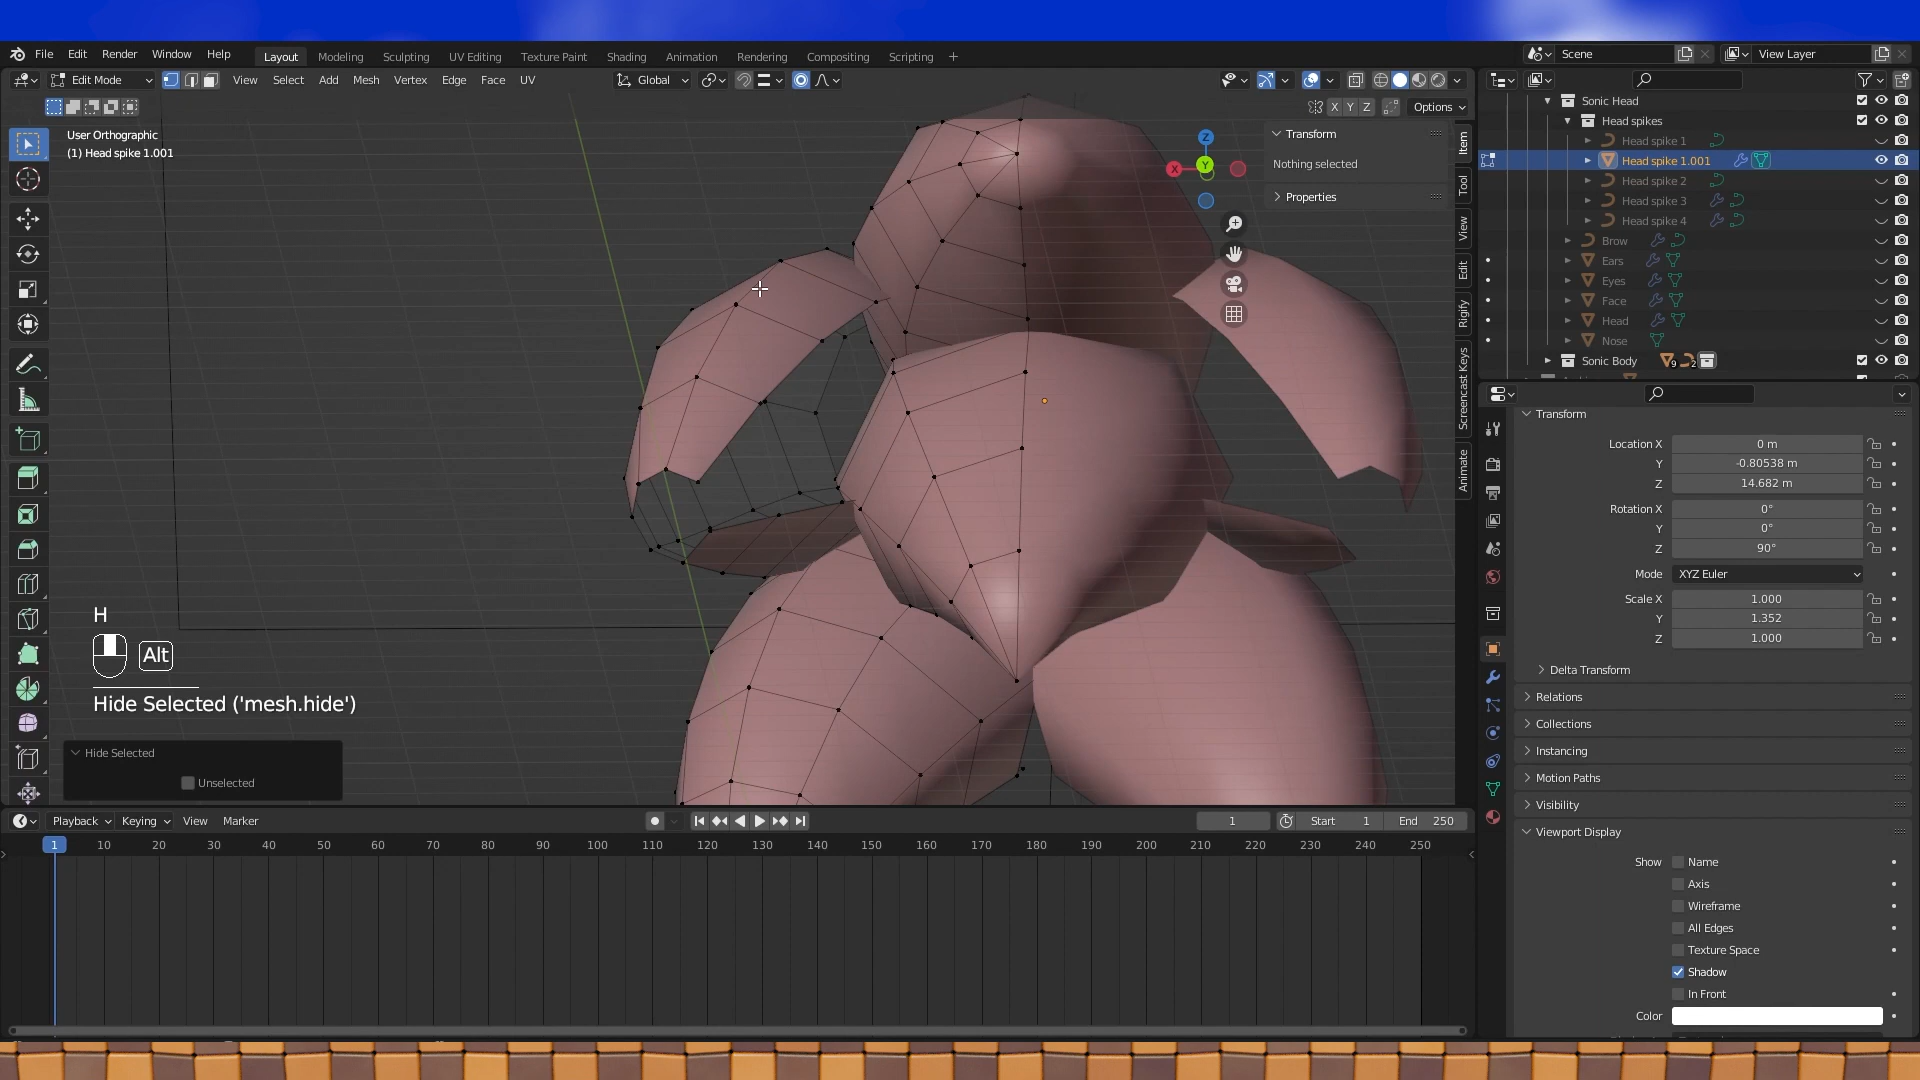 File Edit Render Window Help Layout Modeling Sculpting UV Editing Texture Paint Shading Animation Rendering Compositing Scripting + Scene View Layer
Edit Mode View Select Add Mesh Vertex Edge Face UV Global
X Y Z Options
User Orthographic
(1) Head spike 1.001
Z
X
Y
Transform
Nothing selected
Properties
Item
Tool
View
Edit
Rigify
Screencast Keys
Animate
H
Alt
Hide Selected ('mesh.hide')
Hide Selected
Unselected
Sonic Head
Head spikes
Head spike 1
Head spike 1.001
Head spike 2
Head spike 3
Head spike 4
Brow
Ears
Eyes
Face
Head
Nose
Sonic Body 9 2
Transform
Location X 0 m
Y -0.80538 m
Z 14.682 m
Rotation X 0°
Y 0°
Z 90°
Mode XYZ Euler
Scale X 1.000
Y 1.352
Z 1.000
Delta Transform
Relations
Collections
Instancing
Motion Paths
Visibility
Viewport Display
Show Name
Axis
Wireframe
All Edges
Texture Space
Shadow
In Front
Color
Playback Keying View Marker 1 Start 1 End 250
1 10 20 30 40 50 60 70 80 90 100 110 120 130 140 150 160 170 180 190 200 210 220 230 240 250